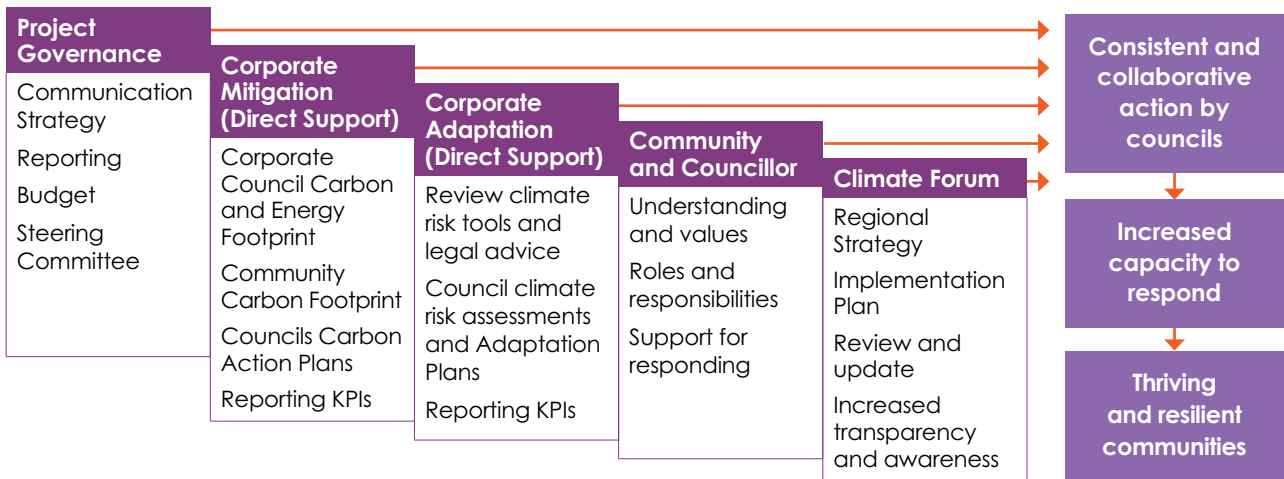 Project
Governance
Communication
Strategy
Reporting
Budget
Steering
Committee
Corporate
Mitigation
(Direct Support)
Corporate
Council Carbon
and Energy
Footprint
Community
Carbon Footprint
Councils Carbon
Action Plans
Reporting KPIs
Corporate
Adaptation
(Direct Support)
Review climate
risk tools and
legal advice
Council climate
risk assessments
and Adaptation
Plans
Reporting KPIs
Community
and Councillor
Understanding
and values
Roles and
responsibilities
Support for
responding
Climate Forum
Regional
Strategy
Implementation
Plan
Review and
update
Increased
transparency
and awareness
Consistent and
collaborative
action by
councils
Increased
capacity to
respond
Thriving
and resilient
communities